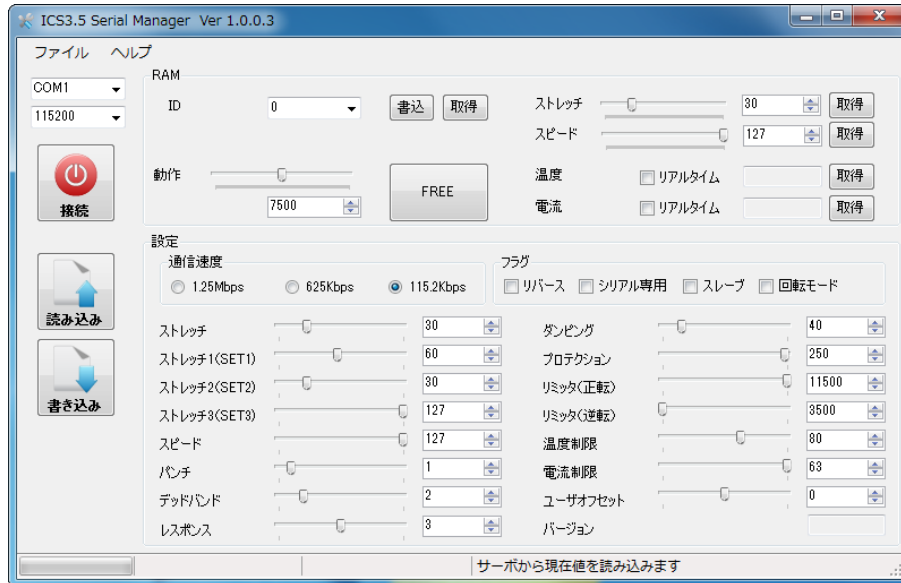 ICS3.5 Serial Manager Ver 1.0.0.3
ファイル ヘルプ
COM1
115200
接続
読み込み
書き込み
RAM
ID 0 書込 取得
ストレッチ 30 取得
スピード 127 取得
動作 7500 FREE
温度 リアルタイム 取得
電流 リアルタイム 取得
設定
通信速度
1.25Mbps 625Kbps 115.2Kbps
フラグ
リバース シリアル専用 スレーブ 回転モード
ストレッチ 30
ストレッチ1(SET1) 60
ストレッチ2(SET2) 30
ストレッチ3(SET3) 127
スピード 127
パンチ 1
デッドバンド 2
レスポンス 3
ダンピング 40
プロテクション 250
リミッタ(正転) 11500
リミッタ(逆転) 3500
温度制限 80
電流制限 63
ユーザオフセット 0
バージョン
サーボから現在値を読み込みます